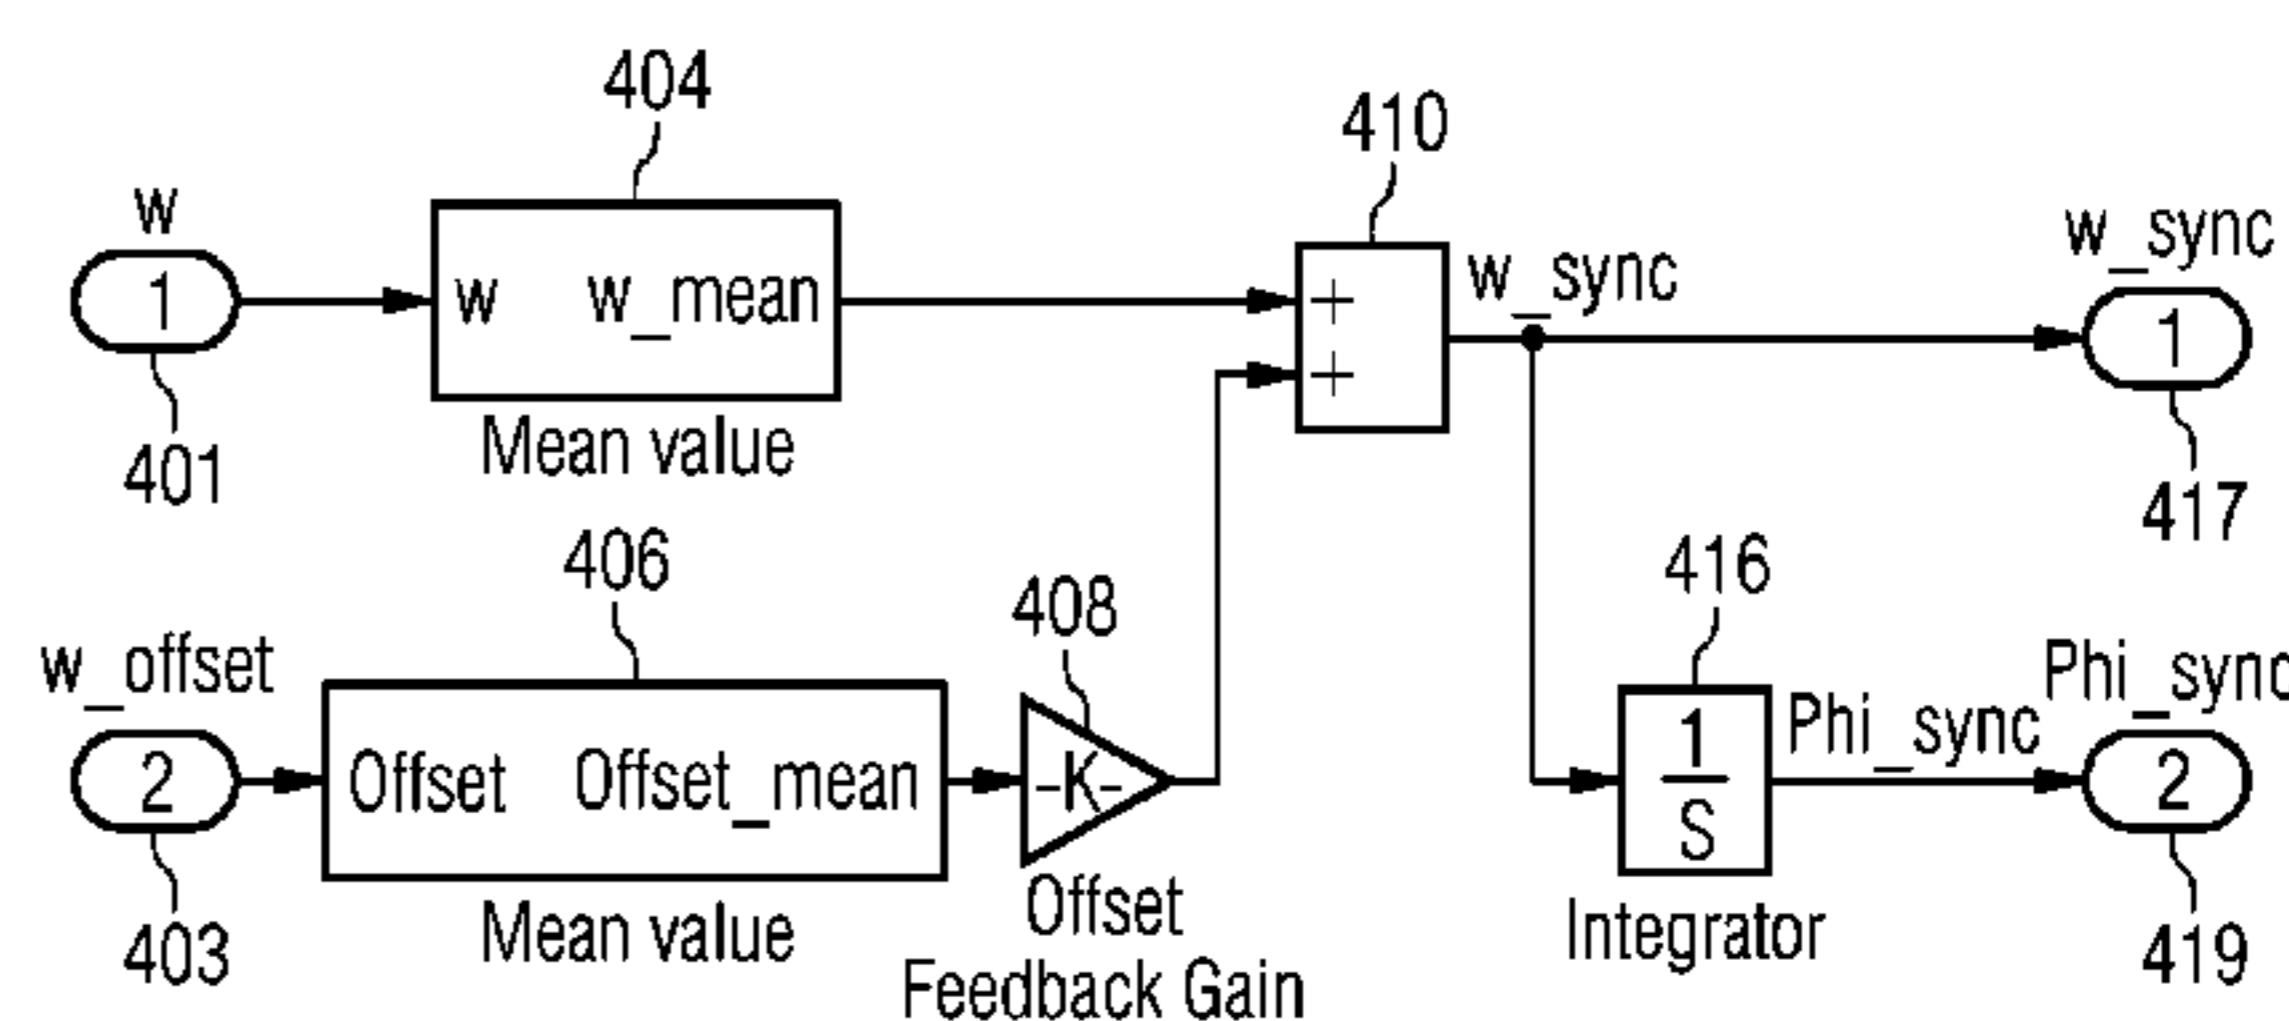 404
410
w
w_sync
1
w w_mean
+
+
w_sync
1
Mean value
401
417
406
408
416
w_offset
Phi_sync
Phi_sync
2
Offset Offset_mean
-K-
1
S
2
Mean value
Offset
Feedback Gain
Integrator
403
419